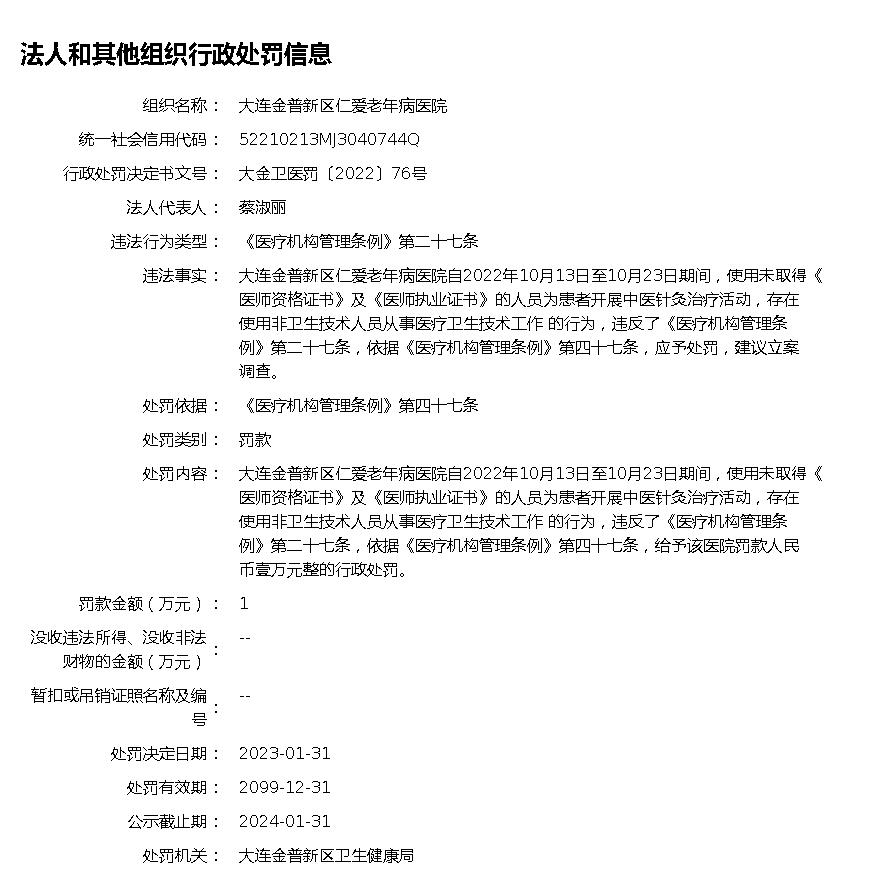 法人和其他组织行政处罚信息
组织名称： 大连金普新区仁爱老年病医院
统一社会信用代码： 52210213MJ3040744Q
行政处罚决定书文号： 大金卫医罚〔2022〕76号
法人代表人： 蔡淑丽
违法行为类型： 《医疗机构管理条例》第二十七条
违法事实： 大连金普新区仁爱老年病医院自2022年10月13日至10月23日期间，使用未取得《
医师资格证书》及《医师执业证书》的人员为患者开展中医针灸治疗活动，存在
使用非卫生技术人员从事医疗卫生技术工作 的行为，违反了《医疗机构管理条
例》第二十七条，依据《医疗机构管理条例》第四十七条，应予处罚，建议立案
调查。
处罚依据： 《医疗机构管理条例》第四十七条
处罚类别： 罚款
处罚内容： 大连金普新区仁爱老年病医院自2022年10月13日至10月23日期间，使用未取得《
医师资格证书》及《医师执业证书》的人员为患者开展中医针灸治疗活动，存在
使用非卫生技术人员从事医疗卫生技术工作 的行为，违反了《医疗机构管理条
例》第二十七条，依据《医疗机构管理条例》第四十七条，给予该医院罚款人民
币壹万元整的行政处罚。
罚款金额（万元）： 1
没收违法所得、没收非法
财物的金额（万元）： --
暂扣或吊销证照名称及编
号： --
处罚决定日期： 2023-01-31
处罚有效期： 2099-12-31
公示截止期： 2024-01-31
处罚机关： 大连金普新区卫生健康局